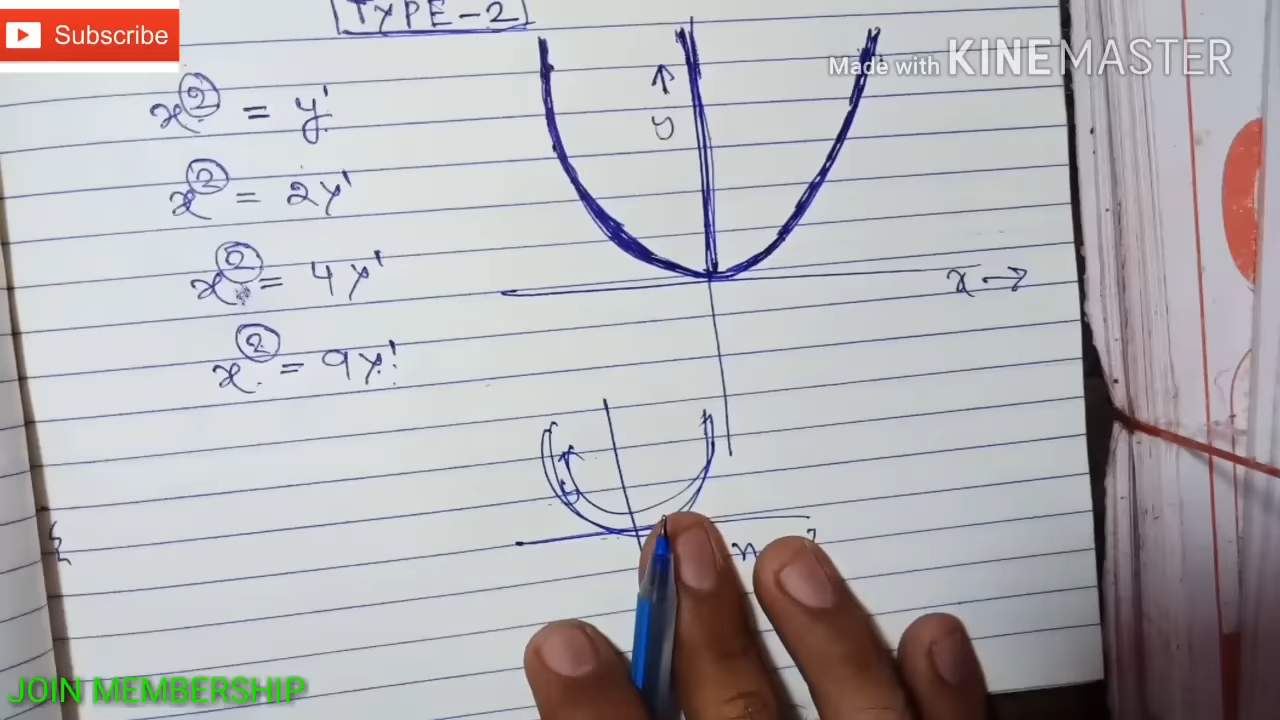 TYPE-2
Subscribe
Made with KINEMASTER
x² = y'
y
x² = 2y'
x² = 4y'
x →
x² = 9y'
JOIN MEMBERSHIP